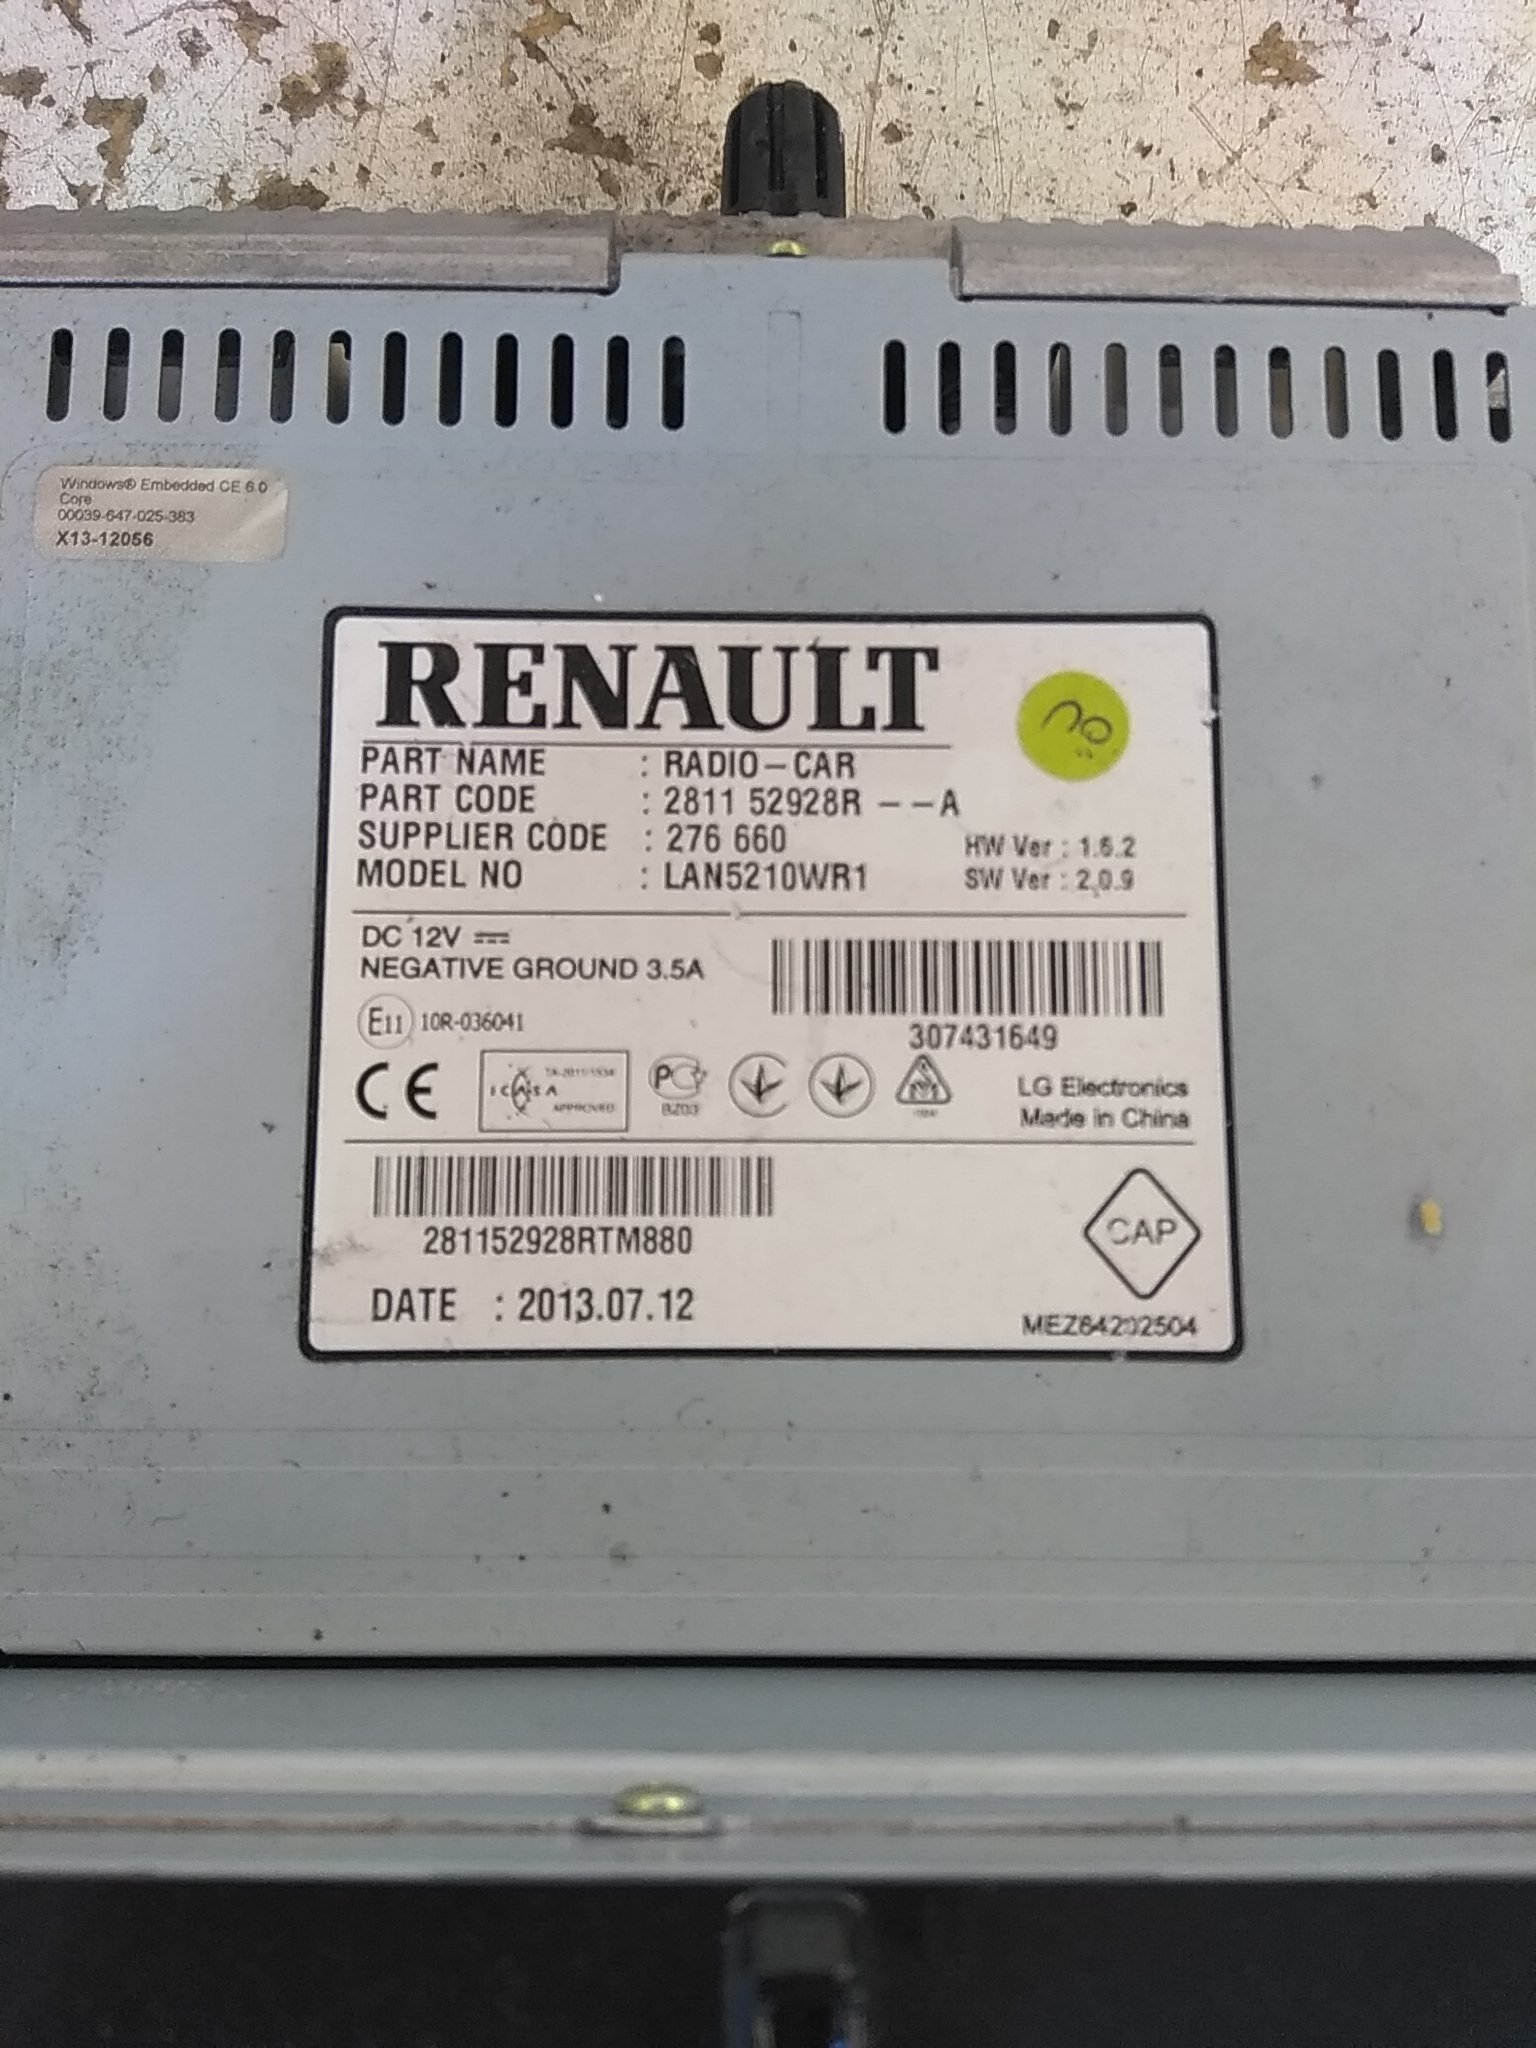 Windows® Embedded CE 6.0
Core
00039-647-025-383
X13-12056
RENAULT
PART NAME : RADIO-CAR
PART CODE : 2811 52928R --A
SUPPLIER CODE : 276 660
HW Ver : 1.6.2
MODEL NO : LAN5210WR1
SW Ver : 2.0.9
DC 12V
NEGATIVE GROUND 3.5A
E11 10R-036041
307431649
CE
ICASA
APPROVED
LG Electronics
Made in China
281152928RTM880
CAP
DATE : 2013.07.12
MEZ64202504